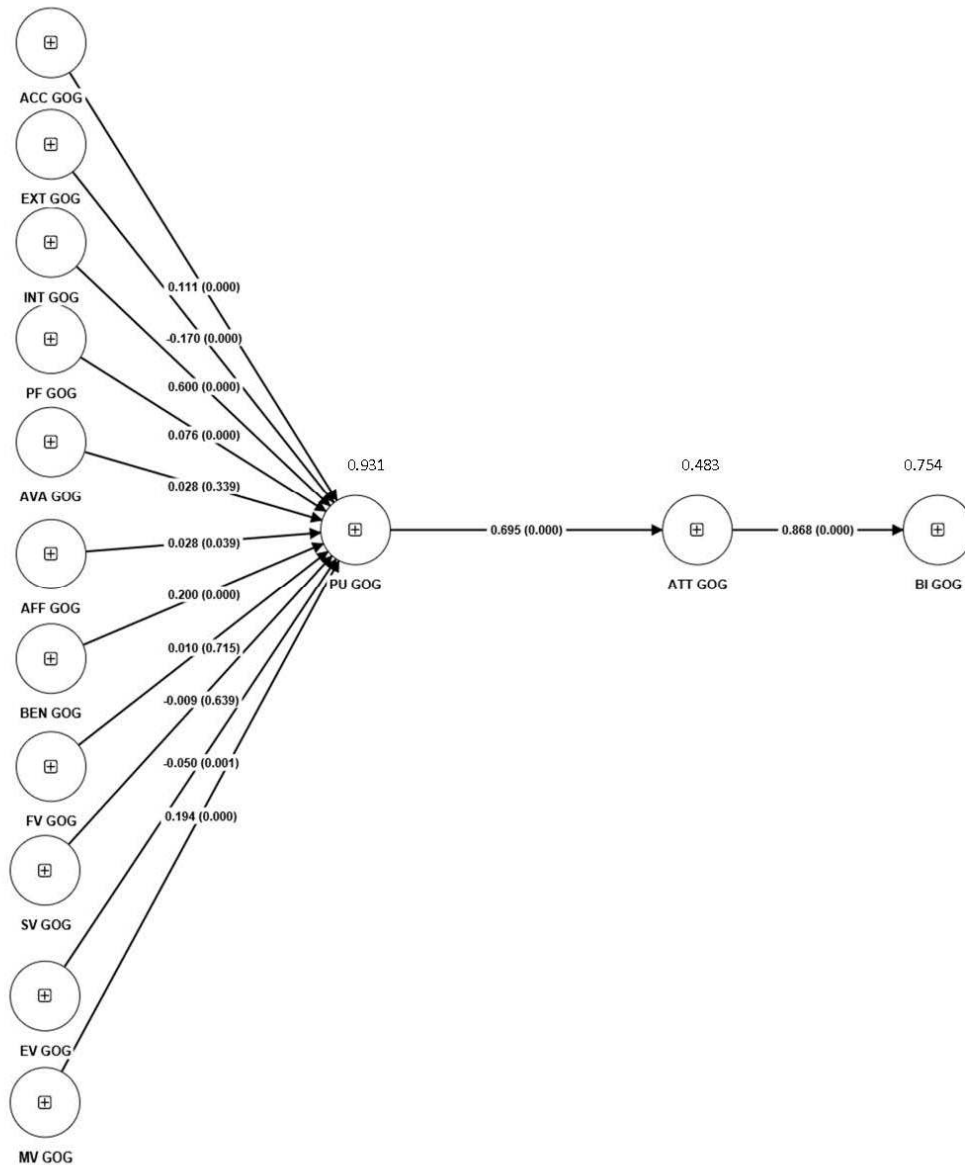 ACC GOG
EXT GOG
INT GOG
PF GOG
AVA GOG
AFF GOG
BEN GOG
FV GOG
SV GOG
EV GOG
MV GOG
0.111 (0.000)
-0.170 (0.000)
0.600 (0.000)
0.076 (0.000)
0.028 (0.339)
0.028 (0.039)
0.200 (0.000)
0.010 (0.715)
-0.009 (0.639)
-0.050 (0.001)
0.194 (0.000)
0.931
PU GOG
0.695 (0.000)
0.483
ATT GOG
0.868 (0.000)
0.754
BI GOG